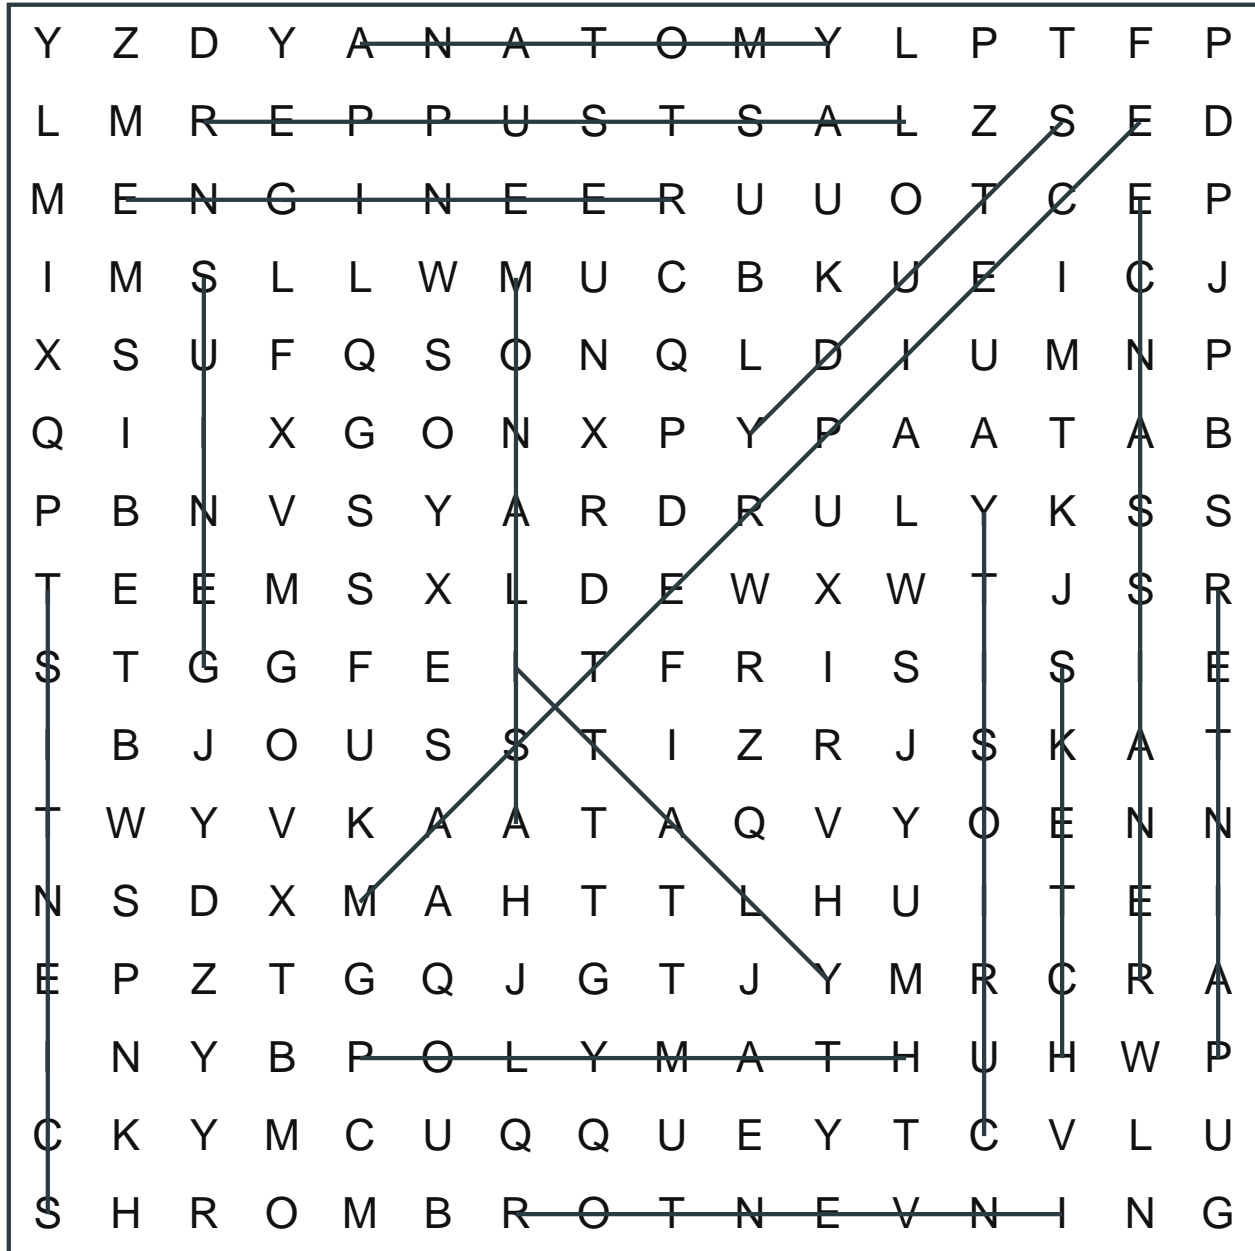 Y Z D Y A N A T O M Y L P T F P
L M R E P P U S T S A L Z S E D
M E N G I N E E R U U O T C E P
I M S L L W M U C B K U E I C J
X S U F Q S O N Q L D I U M N P
Q I I X G O N X P Y P A A T A B
P B N V S Y A R D R U L Y K S S
T E E M S X L D E W X W T J S R
S T G G F E I T F R I S I S I E
I B J O U S S T I Z R J S K A T
T W Y V K A A T A Q V Y O E N N
N S D X M A H T T L H U I T E I
E P Z T G Q J G T J Y M R C R A
I N Y B P O L Y M A T H U H W P
C K Y M C U Q Q U E Y T C V L U
S H R O M B R O T N E V N I N G